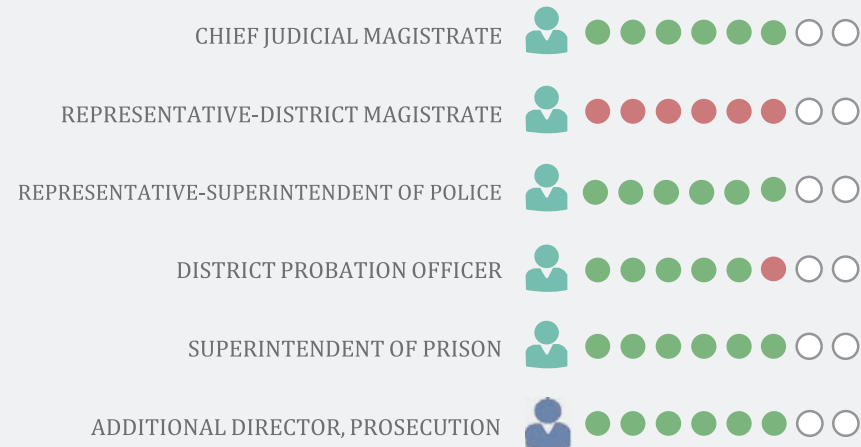 CHIEF JUDICIAL MAGISTRATE
REPRESENTATIVE-DISTRICT MAGISTRATE
REPRESENTATIVE-SUPERINTENDENT OF POLICE
DISTRICT PROBATION OFFICER
SUPERINTENDENT OF PRISON
ADDITIONAL DIRECTOR, PROSECUTION